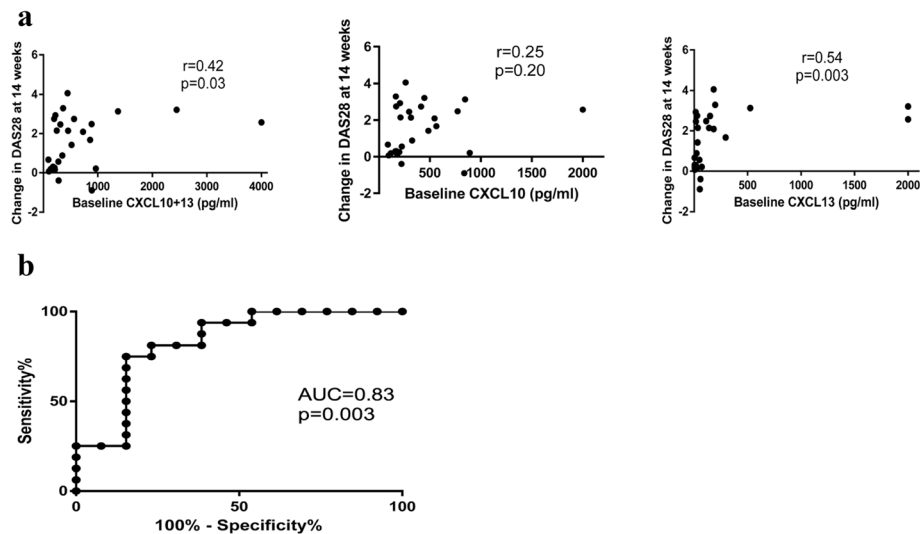 a
Change in DAS28 at 14 weeks
6
4
2
0
-2
1000 2000 3000 4000
r=0.42
p=0.03
Baseline CXCL10+13 (pg/ml)
Change in DAS28 at 14 weeks
6
4
2
0
-2
500 1000 1500 2000
r=0.25
p=0.20
Baseline CXCL10 (pg/ml)
Change in DAS28 at 14 weeks
6
4
2
0
-2
500 1000 1500 2000
r=0.54
p=0.003
Baseline CXCL13 (pg/ml)
b
Sensitivity%
100
50
0
0 50 100
AUC=0.83
p=0.003
100% - Specificity%